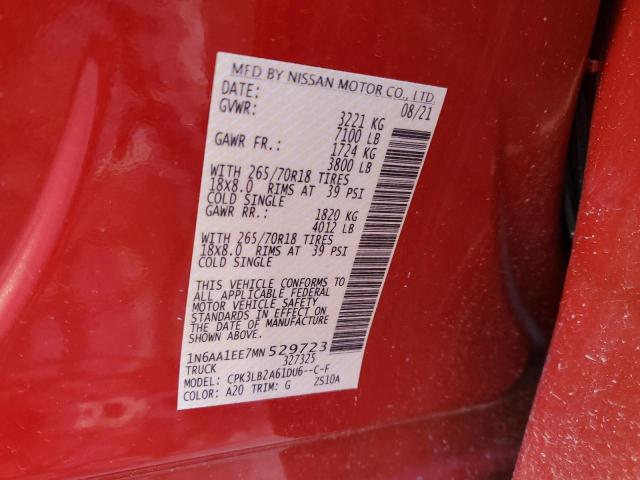 MFD BY NISSAN MOTOR CO., LTD
DATE: 08/21
GVWR: 3221 KG
7100 LB
GAWR FR.: 1724 KG
3800 LB
WITH 265/70R18 TIRES
18X8.0 RIMS AT 39 PSI
COLD SINGLE
GAWR RR.: 1820 KG
4012 LB
WITH 265/70R18 TIRES
18X8.0 RIMS AT 39 PSI
COLD SINGLE
THIS VEHICLE CONFORMS TO
ALL APPLICABLE FEDERAL
MOTOR VEHICLE SAFETY
STANDARDS IN EFFECT ON
THE DATE OF MANUFACTURE
SHOWN ABOVE.
1N6AA1EE7MN529723
TRUCK 327325
MODEL: CPK3LB2A61DU6--C-F
COLOR: A20 TRIM: G ZS10A